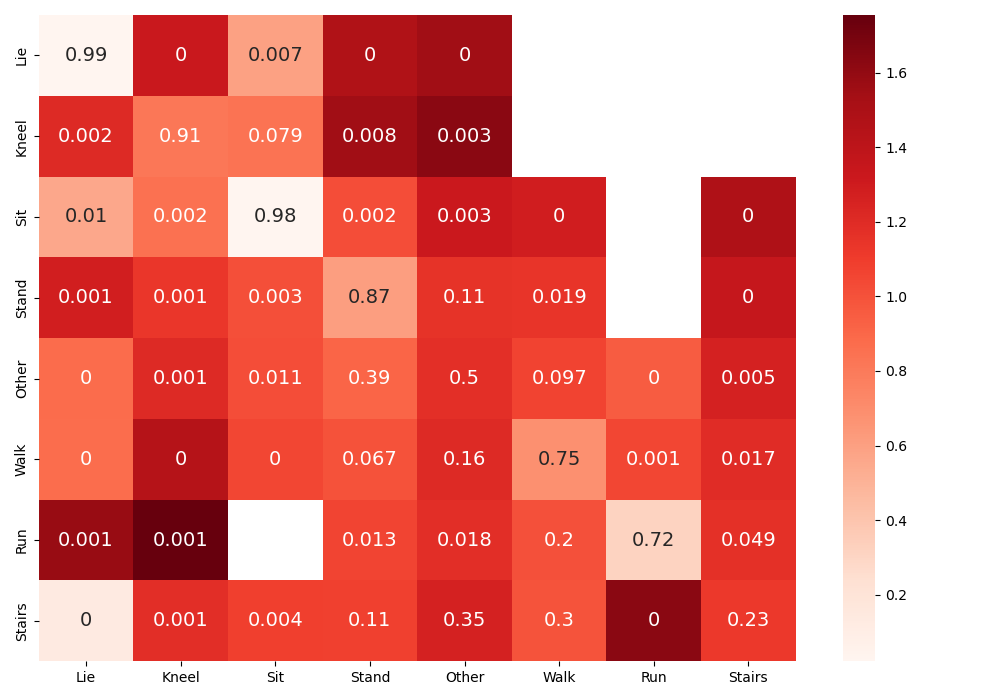 Lie 0.99 0 0.007 0 0
Kneel 0.002 0.91 0.079 0.008 0.003
Sit 0.01 0.002 0.98 0.002 0.003 0 0
Stand 0.001 0.001 0.003 0.87 0.11 0.019 0
Other 0 0.001 0.011 0.39 0.5 0.097 0 0.005
Walk 0 0 0 0.067 0.16 0.75 0.001 0.017
Run 0.001 0.001 0.013 0.018 0.2 0.72 0.049
Stairs 0 0.001 0.004 0.11 0.35 0.3 0 0.23
Lie Kneel Sit Stand Other Walk Run Stairs
1.6
1.4
1.2
1.0
0.8
0.6
0.4
0.2